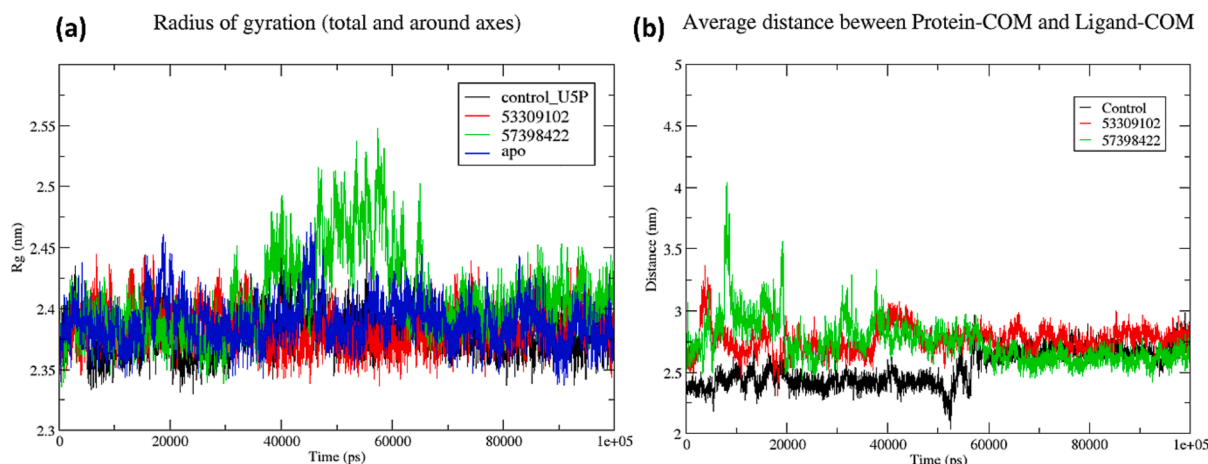 (a) Radius of gyration (total and around axes)
control_U5P
53309102
57398422
apo
2.55
2.5
2.45
2.4
2.35
2.3
Rg (nm)
0 20000 40000 60000 80000 1e+05
Time (ps)
(b) Average distance beween Protein-COM and Ligand-COM
Control
53309102
57398422
5
4.5
4
3.5
3
2.5
2
Distance (nm)
0 20000 40000 60000 80000 1e+05
Time (ps)